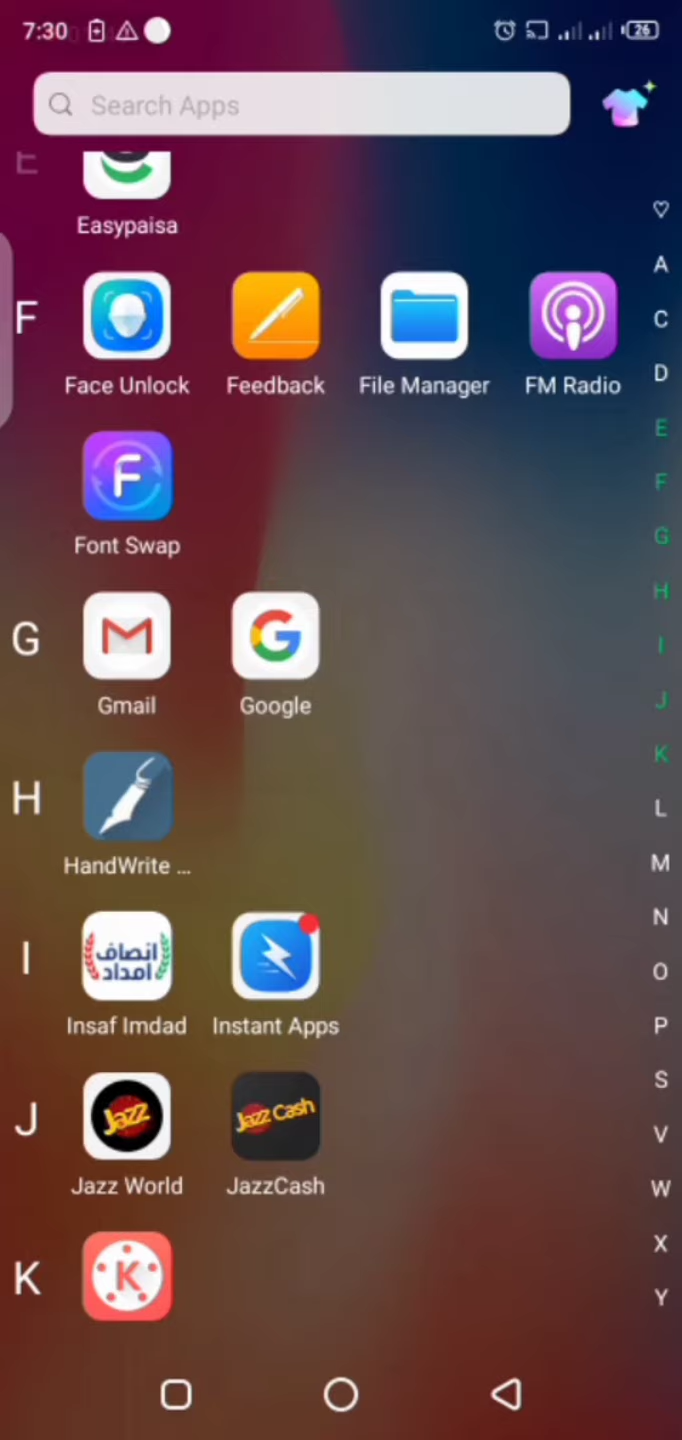 7:30
26
Search Apps
E
Easypaisa
F
Face Unlock Feedback File Manager FM Radio
F
Font Swap
G
G
Gmail Google
H
HandWrite ...
I
انصاف
امداد
Insaf Imdad Instant Apps
J
Jazz Jazz Cash
Jazz World JazzCash
K
K
♡
A
C
D
E
F
G
H
I
J
K
L
M
N
O
P
S
V
W
X
Y